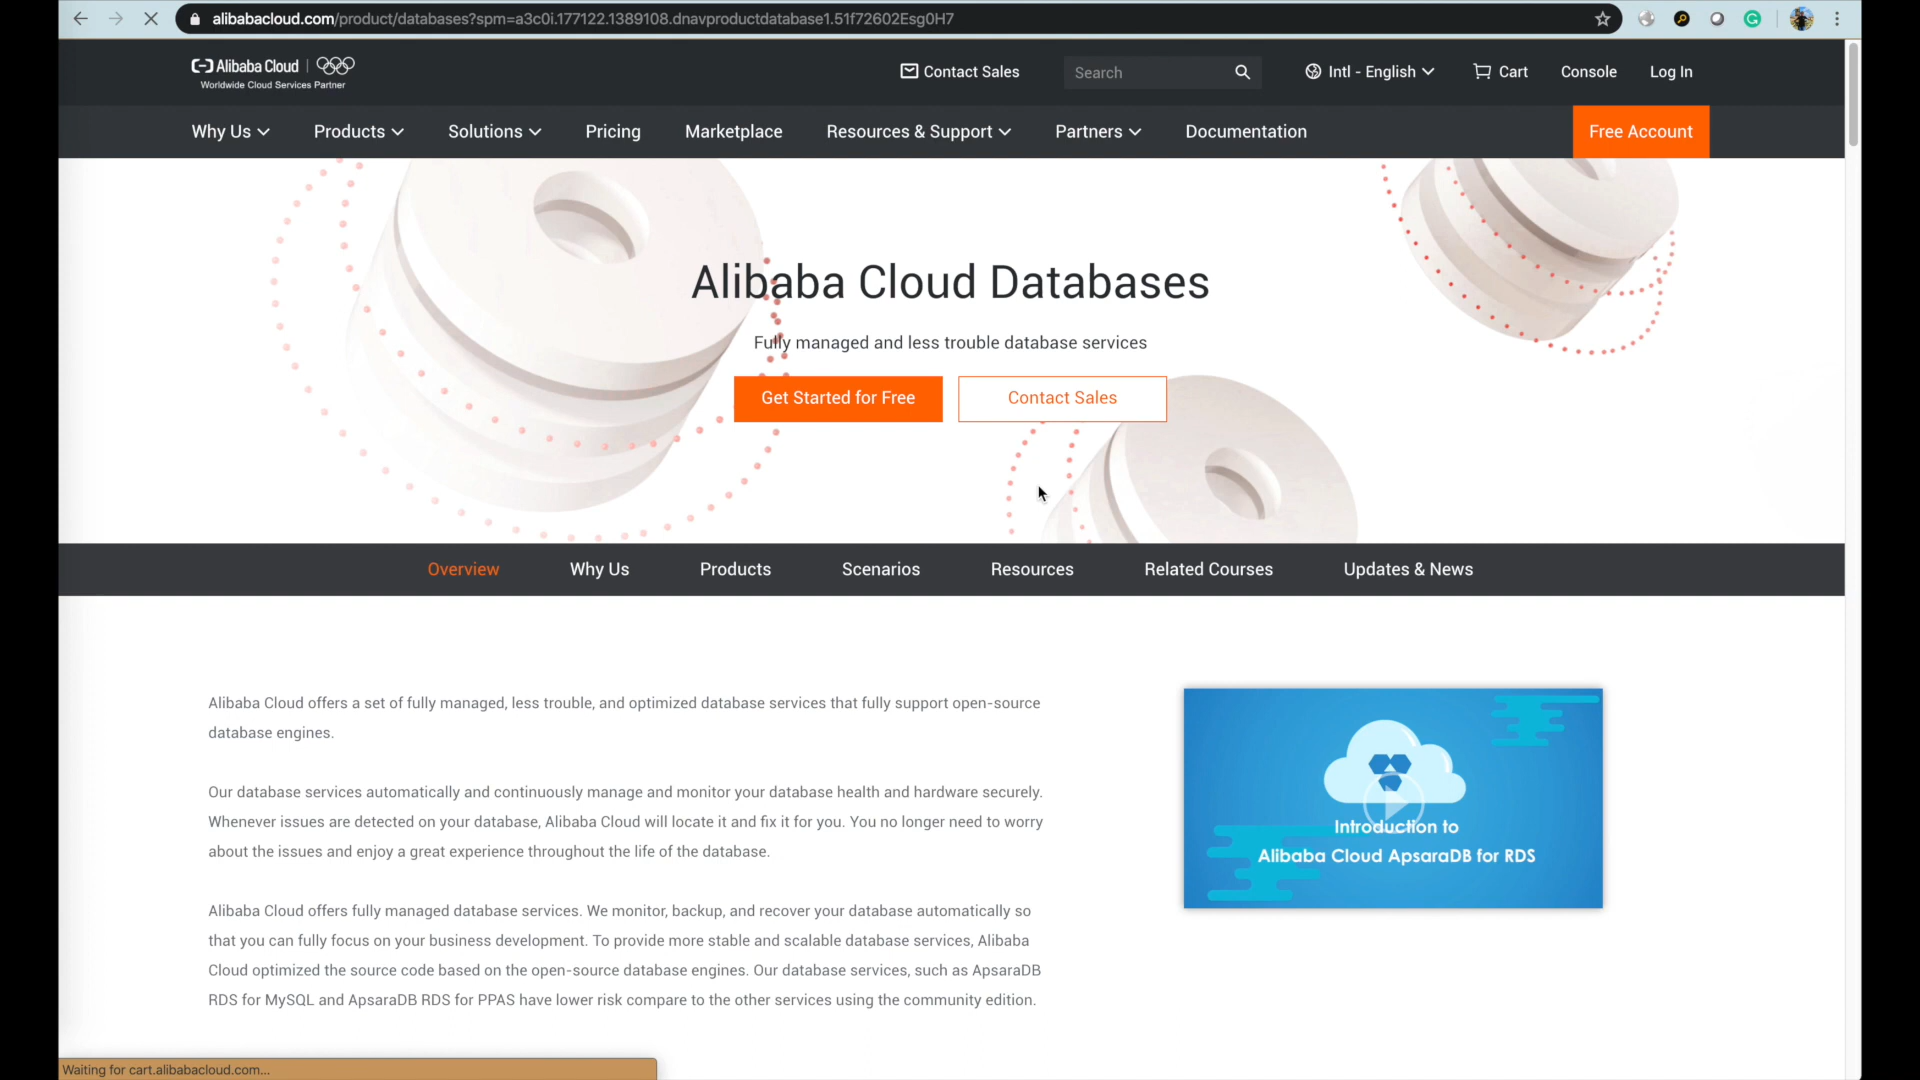 alibabacloud.com/product/databases?spm=a3c0i.177122.1389108.dnavproductdatabase1.51f72602Esg0H7
Alibaba Cloud
Worldwide Cloud Services Partner
Contact Sales
Search
Intl - English
Cart
Console
Log In
Why Us
Products
Solutions
Pricing
Marketplace
Resources & Support
Partners
Documentation
Free Account
Alibaba Cloud Databases
Fully managed and less trouble database services
Get Started for Free
Contact Sales
Overview
Why Us
Products
Scenarios
Resources
Related Courses
Updates & News
Alibaba Cloud offers a set of fully managed, less trouble, and optimized database services that fully support open-source
database engines.
Our database services automatically and continuously manage and monitor your database health and hardware securely.
Whenever issues are detected on your database, Alibaba Cloud will locate it and fix it for you. You no longer need to worry
about the issues and enjoy a great experience throughout the life of the database.
Alibaba Cloud offers fully managed database services. We monitor, backup, and recover your database automatically so
that you can fully focus on your business development. To provide more stable and scalable database services, Alibaba
Cloud optimized the source code based on the open-source database engines. Our database services, such as ApsaraDB
RDS for MySQL and ApsaraDB RDS for PPAS have lower risk compare to the other services using the community edition.
Introduction to
Alibaba Cloud ApsaraDB for RDS
Waiting for cart.alibabacloud.com...